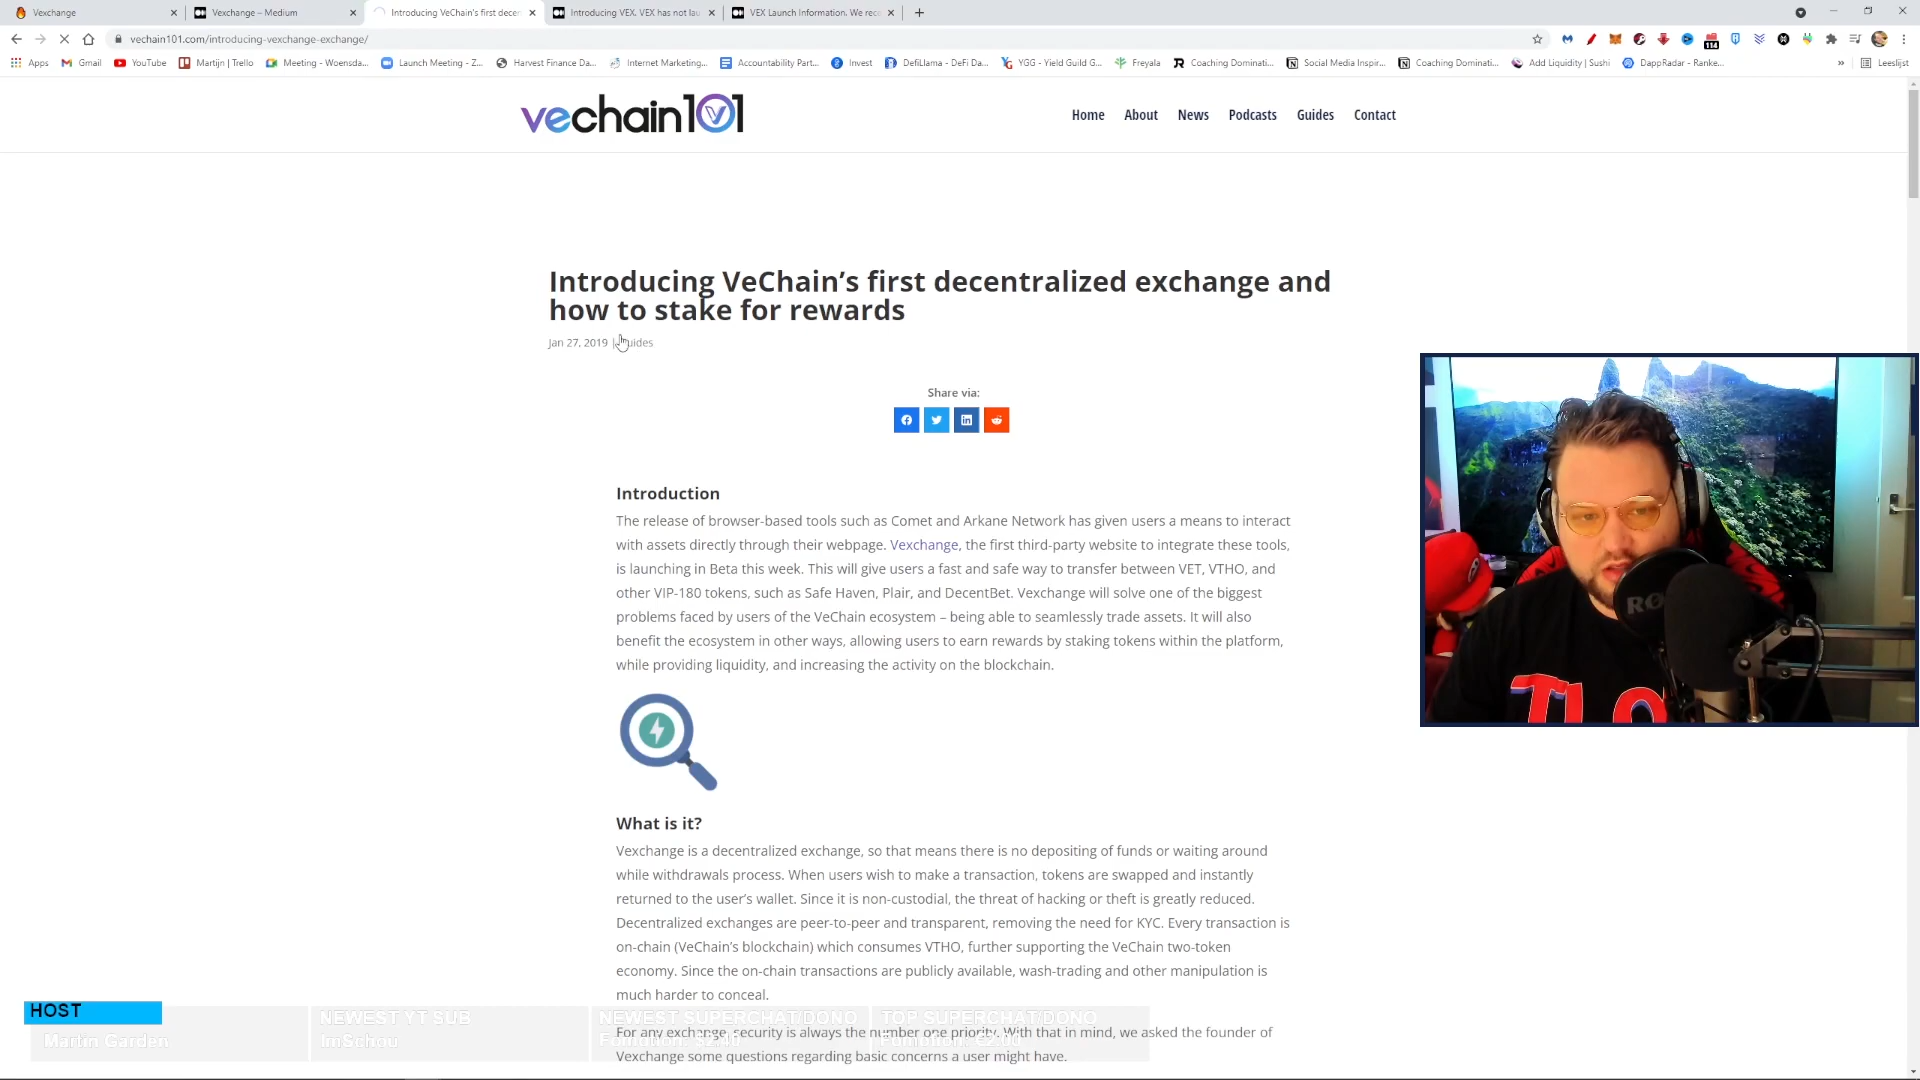 Vexchange
Vexchange – Medium
Introducing VeChain's first decen
Introducing VEX. VEX has not lau
VEX Launch Information. We rece
vechain101.com/introducing-vexchange-exchange/
114
Apps
Gmail
YouTube
Martijn | Trello
Meeting - Woensda...
Launch Meeting - Z...
Harvest Finance Da...
Internet Marketing...
Accountability Part...
Invest
DefiLlama - DeFi Da...
YGG - Yield Guild G...
Freyala
Coaching Dominati...
Social Media Inspir...
Coaching Dominati...
Add Liquidity | Sushi
DappRadar - Ranke...
»
Leeslijst
vechain101
Home
About
News
Podcasts
Guides
Contact
Introducing VeChain's first decentralized exchange and
how to stake for rewards
Jan 27, 2019 | Guides
Share via:
Introduction
The release of browser-based tools such as Comet and Arkane Network has given users a means to interact
with assets directly through their webpage. Vexchange, the first third-party website to integrate these tools,
is launching in Beta this week. This will give users a fast and safe way to transfer between VET, VTHO, and
other VIP-180 tokens, such as Safe Haven, Plair, and DecentBet. Vexchange will solve one of the biggest
problems faced by users of the VeChain ecosystem – being able to seamlessly trade assets. It will also
benefit the ecosystem in other ways, allowing users to earn rewards by staking tokens within the platform,
while providing liquidity, and increasing the activity on the blockchain.
What is it?
Vexchange is a decentralized exchange, so that means there is no depositing of funds or waiting around
while withdrawals process. When users wish to make a transaction, tokens are swapped and instantly
returned to the user's wallet. Since it is non-custodial, the threat of hacking or theft is greatly reduced.
Decentralized exchanges are peer-to-peer and transparent, removing the need for KYC. Every transaction is
on-chain (VeChain's blockchain) which consumes VTHO, further supporting the VeChain two-token
economy. Since the on-chain transactions are publicly available, wash-trading and other manipulation is
much harder to conceal.
For any exchange, security is always the number one priority. With that in mind, we asked the founder of
Vexchange some questions regarding basic concerns a user might have.
HOST
Martin Garden
NEWEST YT SUB
ImSchou
NEWEST SUPERCHAT/DONO
TOP SUPERCHAT/DONO
RØ
TLO